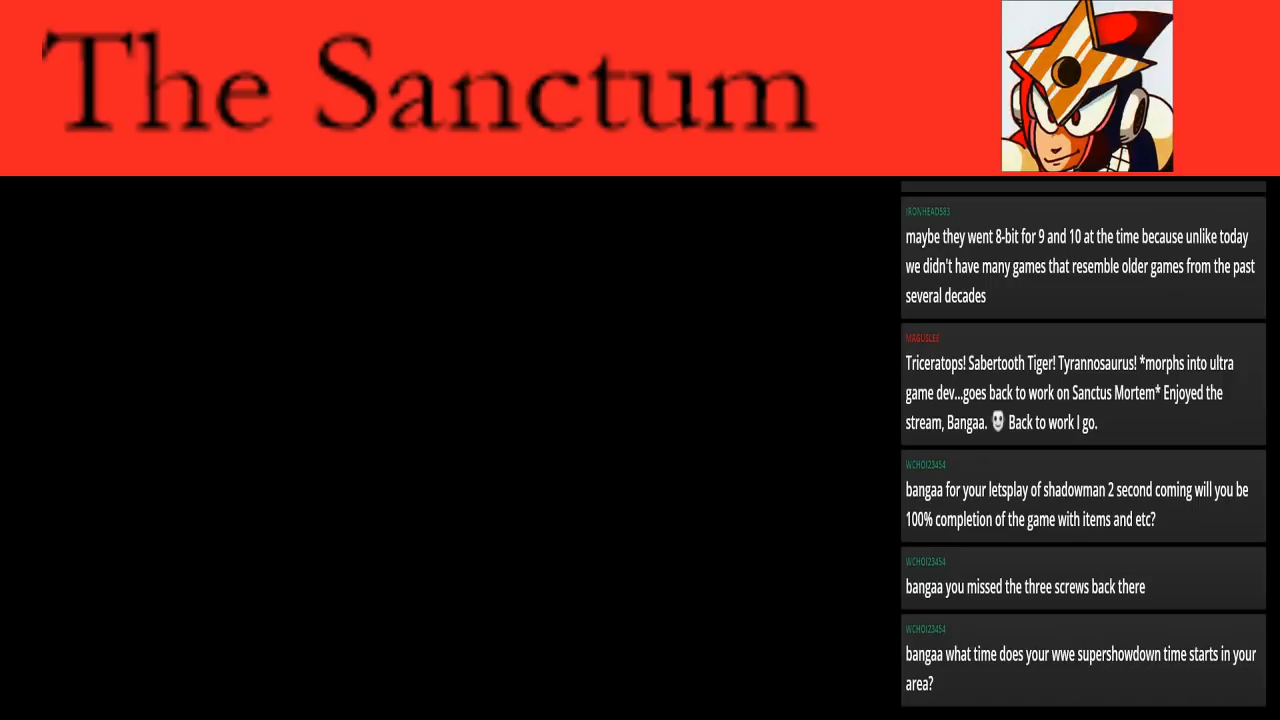 The Sanctum
IRONHEAD583
maybe they went 8-bit for 9 and 10 at the time because unlike today
we didn't have many games that resemble older games from the past
several decades
MAGUSLEE
Triceratops! Sabertooth Tiger! Tyrannosaurus! *morphs into ultra
game dev...goes back to work on Sanctus Mortem* Enjoyed the
stream, Bangaa. Back to work I go.
WCHOI23454
bangaa for your letsplay of shadowman 2 second coming will you be
100% completion of the game with items and etc?
WCHOI23454
bangaa you missed the three screws back there
WCHOI23454
bangaa what time does your wwe supershowdown time starts in your
area?